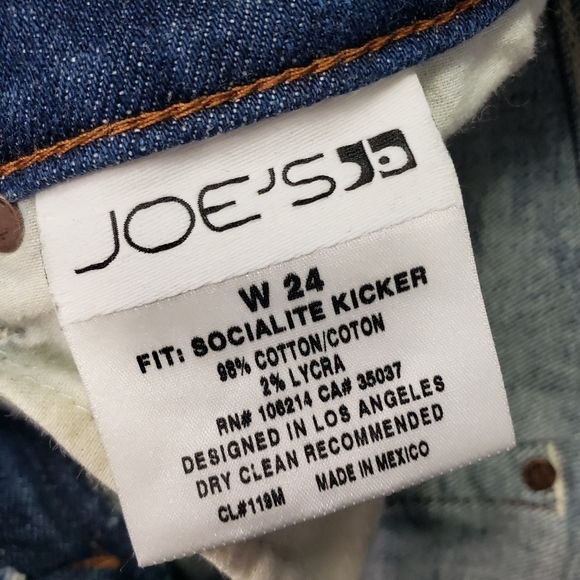 JOE'S
W 24
FIT: SOCIALITE KICKER
98% COTTON/COTON
2% LYCRA
RN# 106214 CA# 35037
DESIGNED IN LOS ANGELES
DRY CLEAN RECOMMENDED
CL#119M MADE IN MEXICO